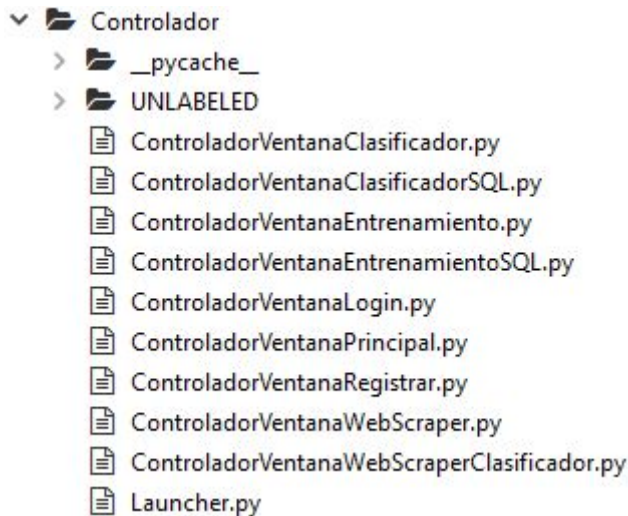 Controlador
__pycache__
UNLABELED
ControladorVentanaClasificador.py
ControladorVentanaClasificadorSQL.py
ControladorVentanaEntrenamiento.py
ControladorVentanaEntrenamientoSQL.py
ControladorVentanaLogin.py
ControladorVentanaPrincipal.py
ControladorVentanaRegistrar.py
ControladorVentanaWebScraper.py
ControladorVentanaWebScraperClasificador.py
Launcher.py